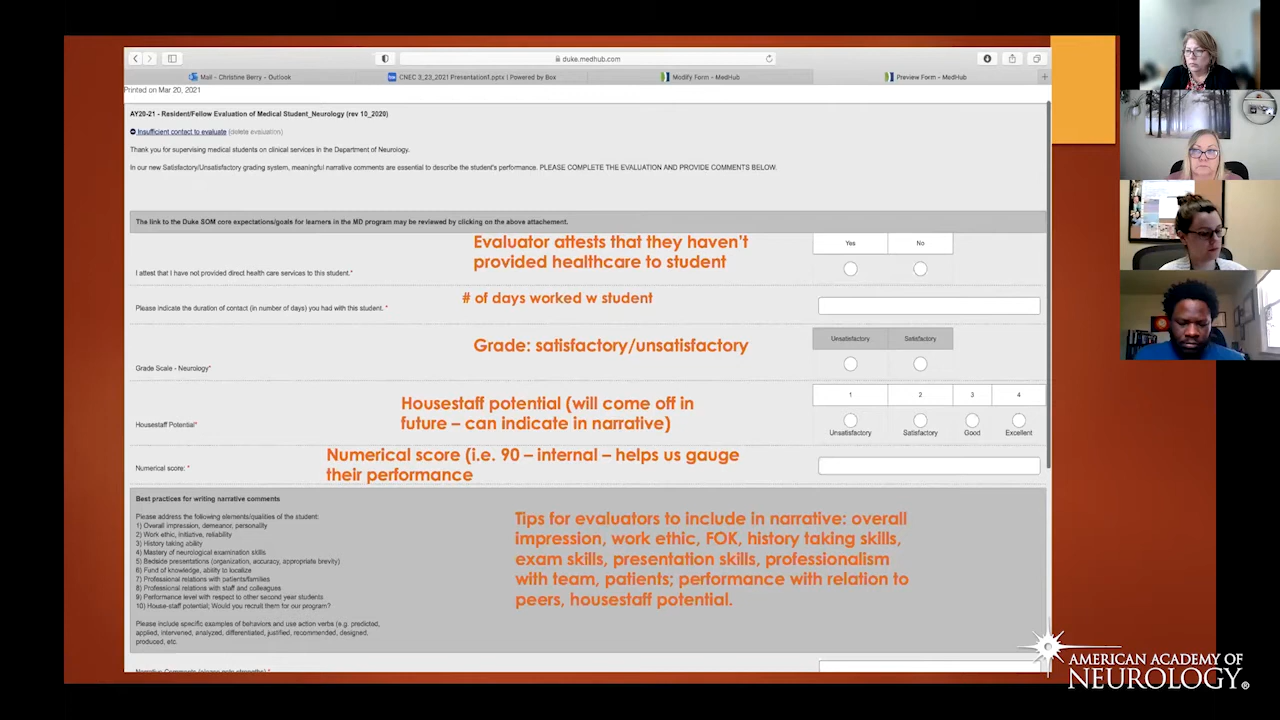 duke.medhub.com
Mail - Christine Berry - Outlook
CNEC 3_23_2021 Presentation1.pptx | Powered by Box
Modify Form - MedHub
Preview Form - MedHub
Printed on Mar 20, 2021
AY20-21 - Resident/Fellow Evaluation of Medical Student_Neurology (rev 10_2020)
Insufficient contact to evaluate (delete evaluation)
Thank you for supervising medical students on clinical services in the Department of Neurology.
In our new Satisfactory/Unsatisfactory grading system, meaningful narrative comments are essential to describe the student's performance. PLEASE COMPLETE THE EVALUATION AND PROVIDE COMMENTS BELOW.
The link to the Duke SOM core expectations/goals for learners in the MD program may be reviewed by clicking on the above attachement.
Evaluator attests that they haven't
provided healthcare to student
Yes No
I attest that I have not provided direct health care services to this student.*
# of days worked w student
Please indicate the duration of contact (in number of days) you had with this student. *
Grade: satisfactory/unsatisfactory
Unsatisfactory Satisfactory
Grade Scale - Neurology*
Housestaff potential (will come off in
future – can indicate in narrative)
1 2 3 4
Housestaff Potential*
Unsatisfactory Satisfactory Good Excellent
Numerical score (i.e. 90 – internal – helps us gauge
their performance
Numerical score: *
Best practices for writing narrative comments
Please address the following elements/qualities of the student:
1) Overall impression, demeanor, personality
2) Work ethic, initiative, reliability
3) History taking ability
4) Mastery of neurological examination skills
5) Bedside presentations (organization, accuracy, appropriate brevity)
6) Fund of knowledge, ability to localize
7) Professional relations with patients/families
8) Professional relations with staff and colleagues
9) Performance level with respect to other second year students
10) House-staff potential; Would you recruit them for our program?
Please include specific examples of behaviors and use action verbs (e.g. predicted,
applied, intervened, analyzed, differentiated, justified, recommended, designed,
produced, etc.
Tips for evaluators to include in narrative: overall
impression, work ethic, FOK, history taking skills,
exam skills, presentation skills, professionalism
with team, patients; performance with relation to
peers, housestaff potential.
AMERICAN ACADEMY OF
NEUROLOGY®